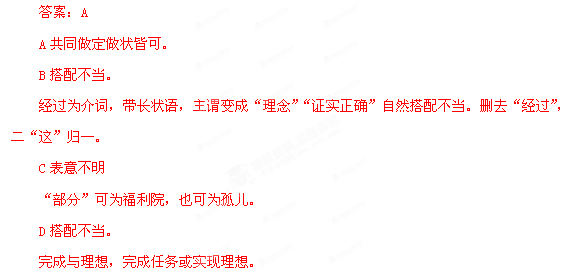 答案：A
A 共同做定做状皆可。
B 搭配不当。
经过为介词，带长状语，主谓变成“理念”“证实正确”自然搭配不当。删去“经过”，
二“这”归一。
C 表意不明
“部分”可为福利院，也可为孤儿。
D 搭配不当。
完成与理想，完成任务或实现理想。